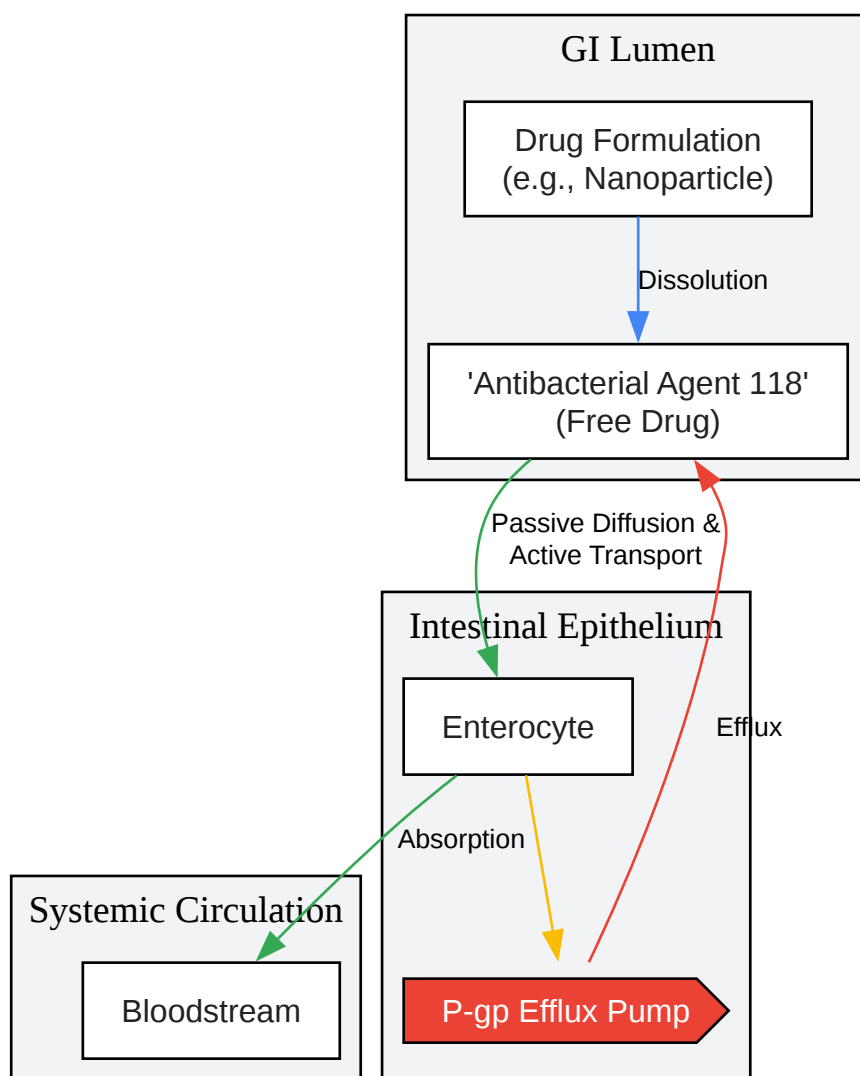 GI Lumen
Drug Formulation
(e.g., Nanoparticle)
Dissolution
'Antibacterial Agent 118'
(Free Drug)
Passive Diffusion &
Active Transport
Intestinal Epithelium
Enterocyte
Efflux
Absorption
Systemic Circulation
Bloodstream
P-gp Efflux Pump